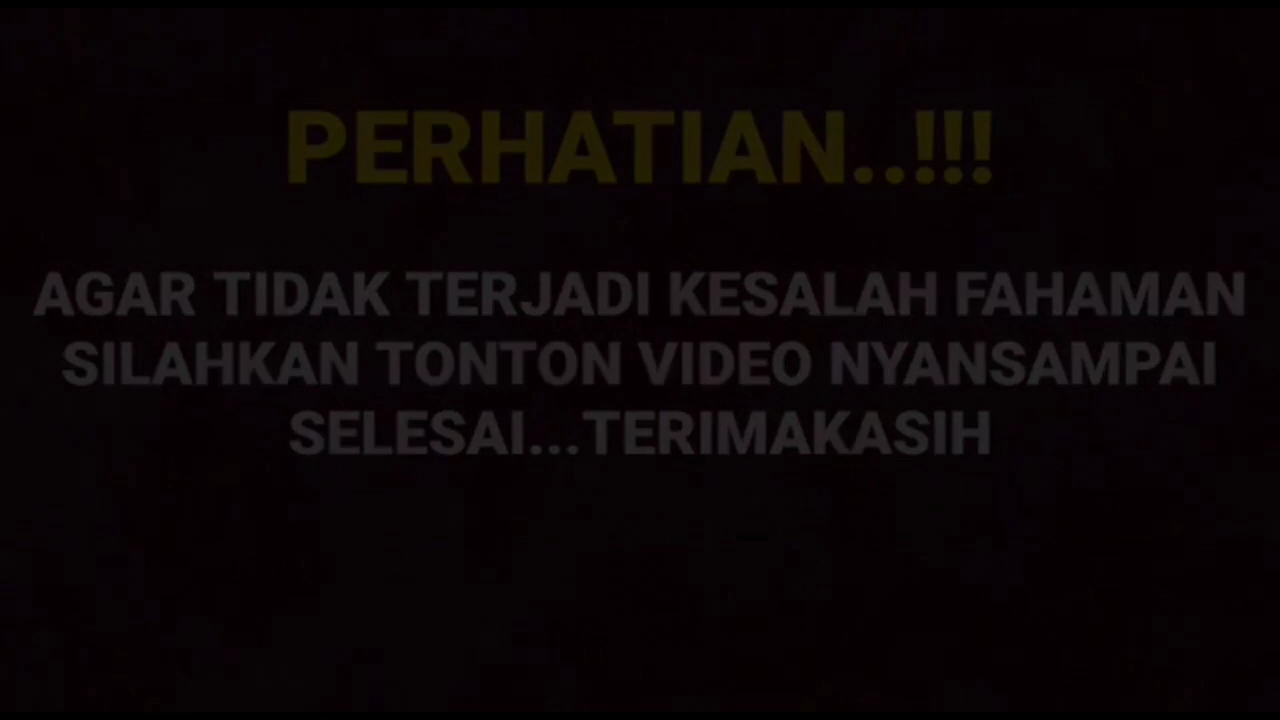 PERHATIAN..!!!
AGAR TIDAK TERJADI KESALAH FAHAMAN
SILAHKAN TONTON VIDEO NYANSAMPAI
SELESAI...TERIMAKASIH